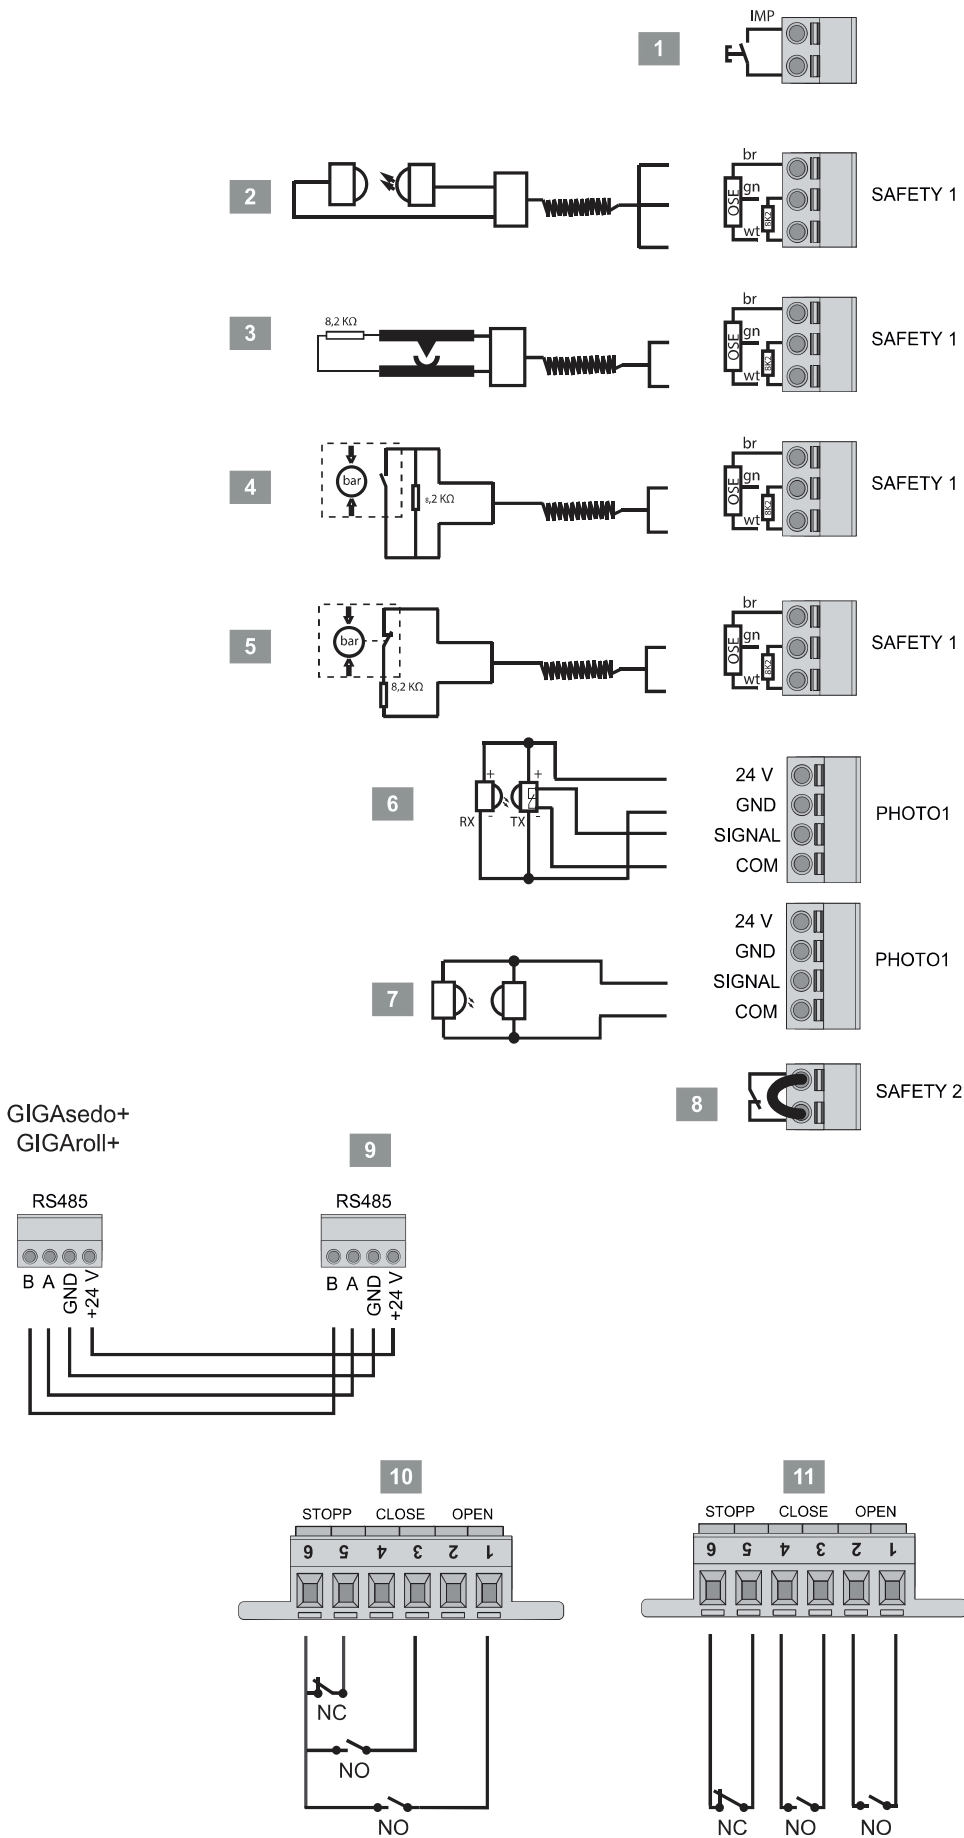 IMP
1
2
br
gn
wt
OSE
8K2
SAFETY 1
3
8,2 KΩ
br
gn
wt
OSE
8K2
SAFETY 1
4
bar
8,2 KΩ
br
gn
wt
OSE
8K2
SAFETY 1
5
bar
8,2 KΩ
br
gn
wt
OSE
8K2
SAFETY 1
6
+ +
- -
RX TX
24 V
GND
SIGNAL
COM
PHOTO1
7
24 V
GND
SIGNAL
COM
PHOTO1
8
SAFETY 2
GIGAsedo+
GIGAroll+
9
RS485
B A GND +24 V
RS485
B A GND +24 V
10
STOPP CLOSE OPEN
6 5 4 3 2 1
NC
NO
NO
11
STOPP CLOSE OPEN
6 5 4 3 2 1
NC NO NO